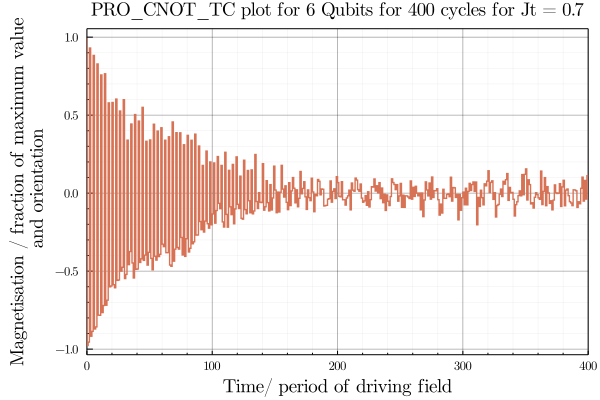 PRO_CNOT_TC plot for 6 Qubits for 400 cycles for Jt = 0.7
Magnetisation / fraction of maximum value
and orientation
1.0
0.5
0.0
−0.5
−1.0
0 100 200 300 400
Time/ period of driving field